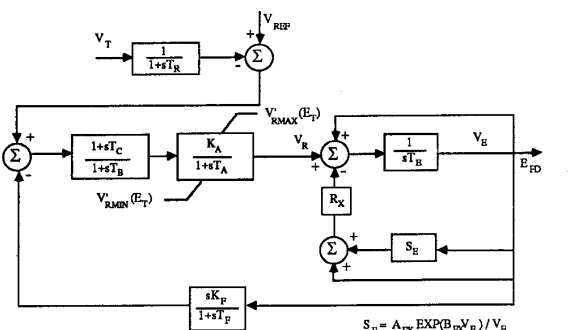 V_REF
+
V_T
1
1+sT_R
-
Σ
V'_RMAX(E_T)
+
Σ
-
1+sT_C
1+sT_B
K_A
1+sT_A
V_R
+
+
Σ
-
1
sT_E
V_E
E_FD
V'_RMIN(E_T)
R_X
+
Σ
+
S_E
sK_F
1+sT_F
S_E = A_EX EXP(B_EX V_E) / V_E